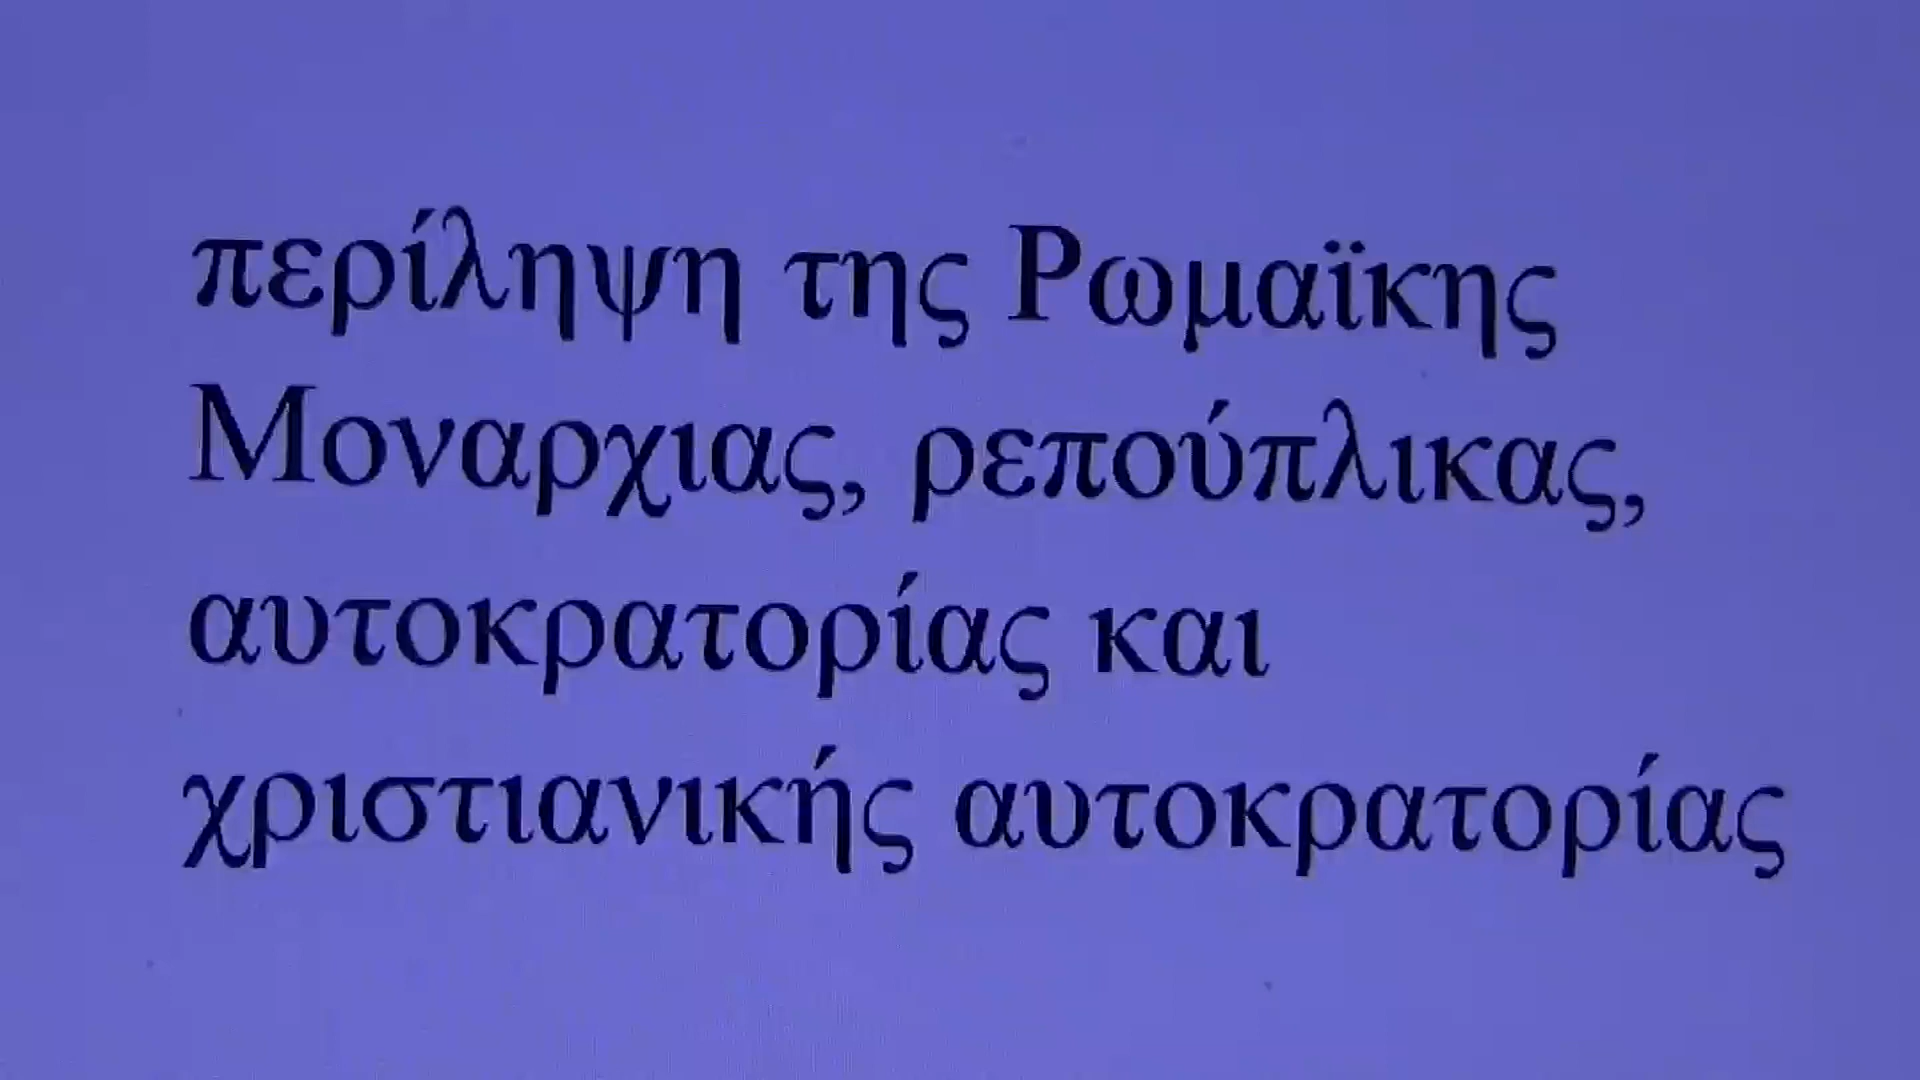 περίληψη της Ρωμαϊκης
Μοναρχιας, ρεπούπλικας,
αυτοκρατορίας και
χριστιανικής αυτοκρατορίας